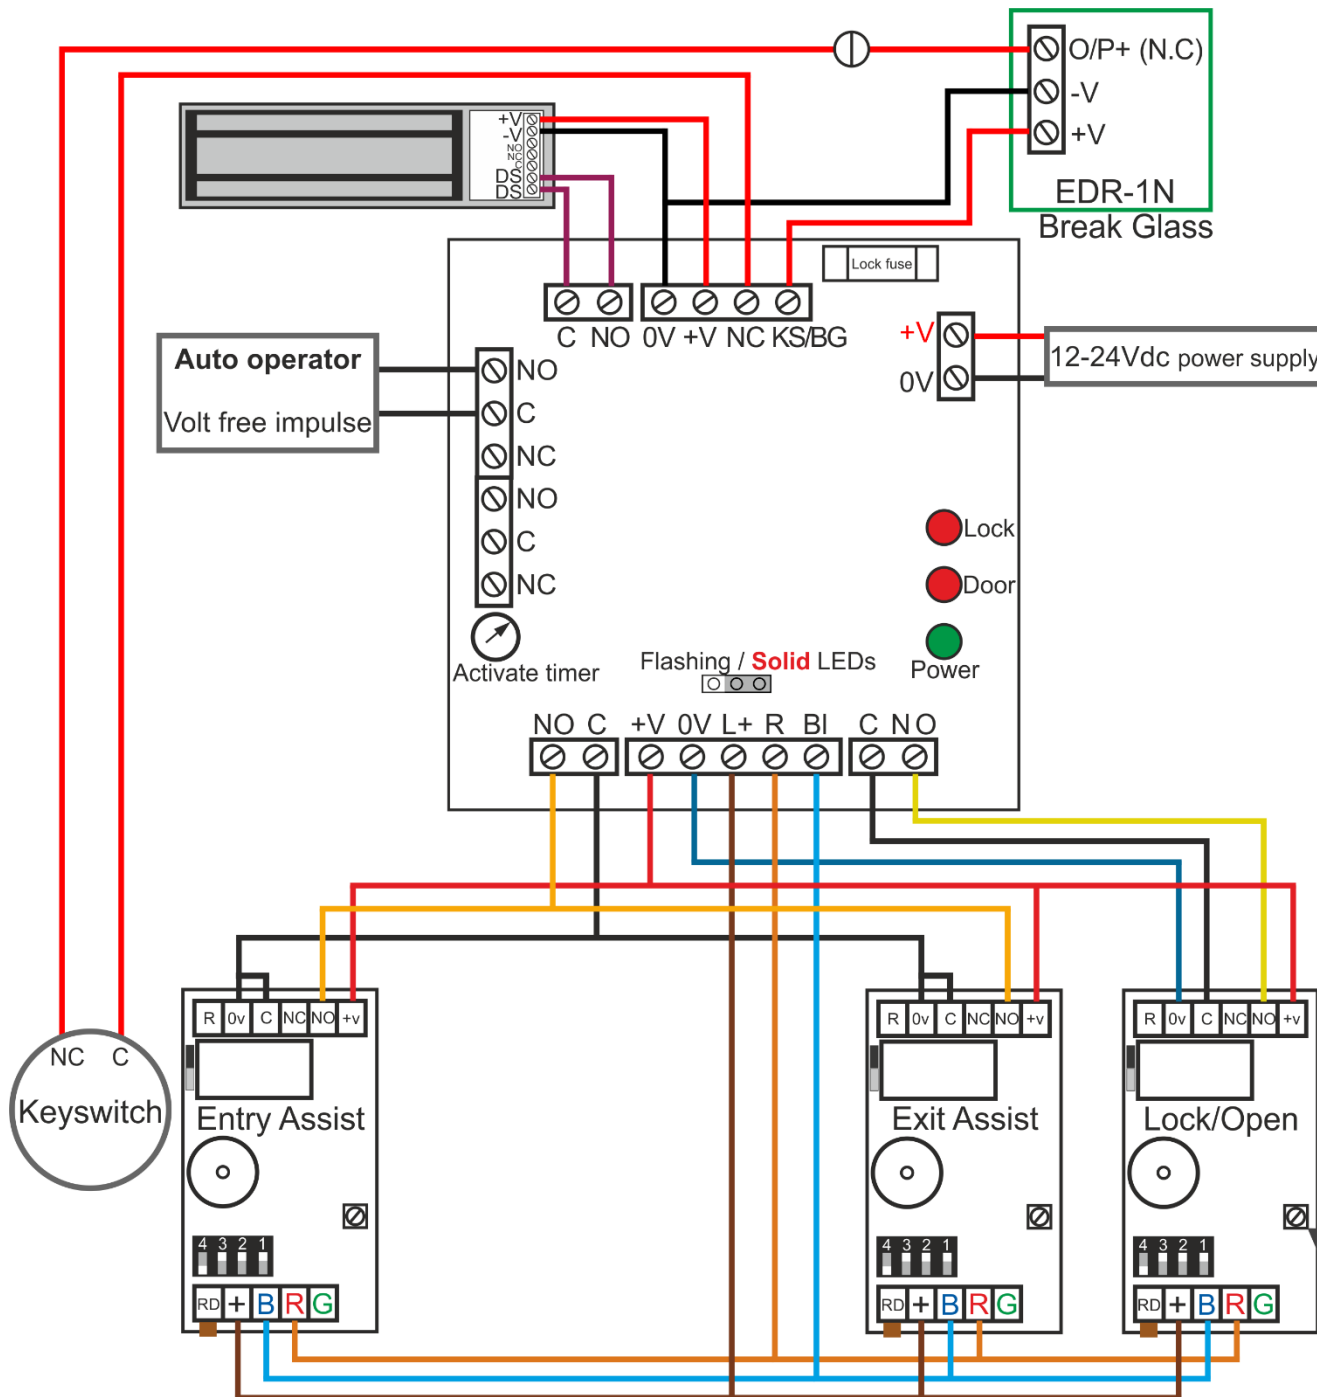 O/P+ (N.C)
-V
+V
EDR-1N
Break Glass
+V
-V
NO
NC
C
DS
DS
Lock fuse
C NO 0V +V NC KS/BG
+V
0V
12-24Vdc power supply
Auto operator
Volt free impulse
NO
C
NC
NO
C
NC
Activate timer
Lock
Door
Power
Flashing / Solid LEDs
NO C +V 0V L+ R BI C NO
NC C
Keyswitch
R 0v C NC NO +v
Entry Assist
4 3 2 1
RD + B R G
R 0v C NC NO +v
Exit Assist
4 3 2 1
RD + B R G
R 0v C NC NO +v
Lock/Open
4 3 2 1
RD + B R G